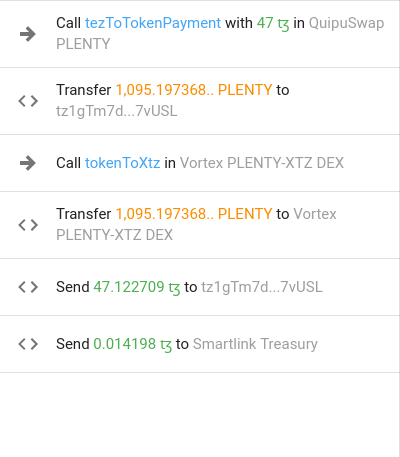 Call tezToTokenPayment with 47 ꜩ in QuipuSwap
PLENTY
Transfer 1,095.197368.. PLENTY to
tz1gTm7d...7vUSL
Call tokenToXtz in Vortex PLENTY-XTZ DEX
Transfer 1,095.197368.. PLENTY to Vortex
PLENTY-XTZ DEX
Send 47.122709 ꜩ to tz1gTm7d...7vUSL
Send 0.014198 ꜩ to Smartlink Treasury